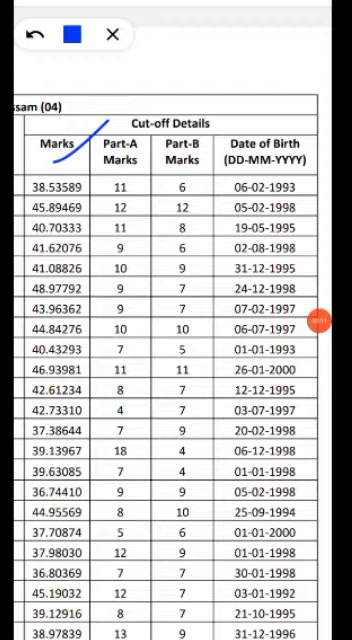 ssam (04)
Cut-off Details
Marks Part-A Marks Part-B Marks Date of Birth (DD-MM-YYYY)
38.53589 11 6 06-02-1993
45.89469 12 12 05-02-1998
40.70333 11 8 19-05-1995
41.62076 9 6 02-08-1998
41.08826 10 9 31-12-1995
48.97792 9 7 24-12-1998
43.96362 9 7 07-02-1997
44.84276 10 10 06-07-1997
40.43293 7 5 01-01-1993
46.93981 11 11 26-01-2000
42.61234 8 7 12-12-1995
42.73310 4 7 03-07-1997
37.38644 7 9 20-02-1998
39.13967 18 4 06-12-1998
39.63085 7 4 01-01-1998
36.74410 9 9 05-02-1998
44.95569 8 10 25-09-1994
37.70874 5 6 01-01-2000
37.98030 12 9 01-01-1998
36.80369 7 7 30-01-1998
45.19032 12 7 03-01-1992
39.12916 8 7 21-10-1995
38.97839 13 9 31-12-1996